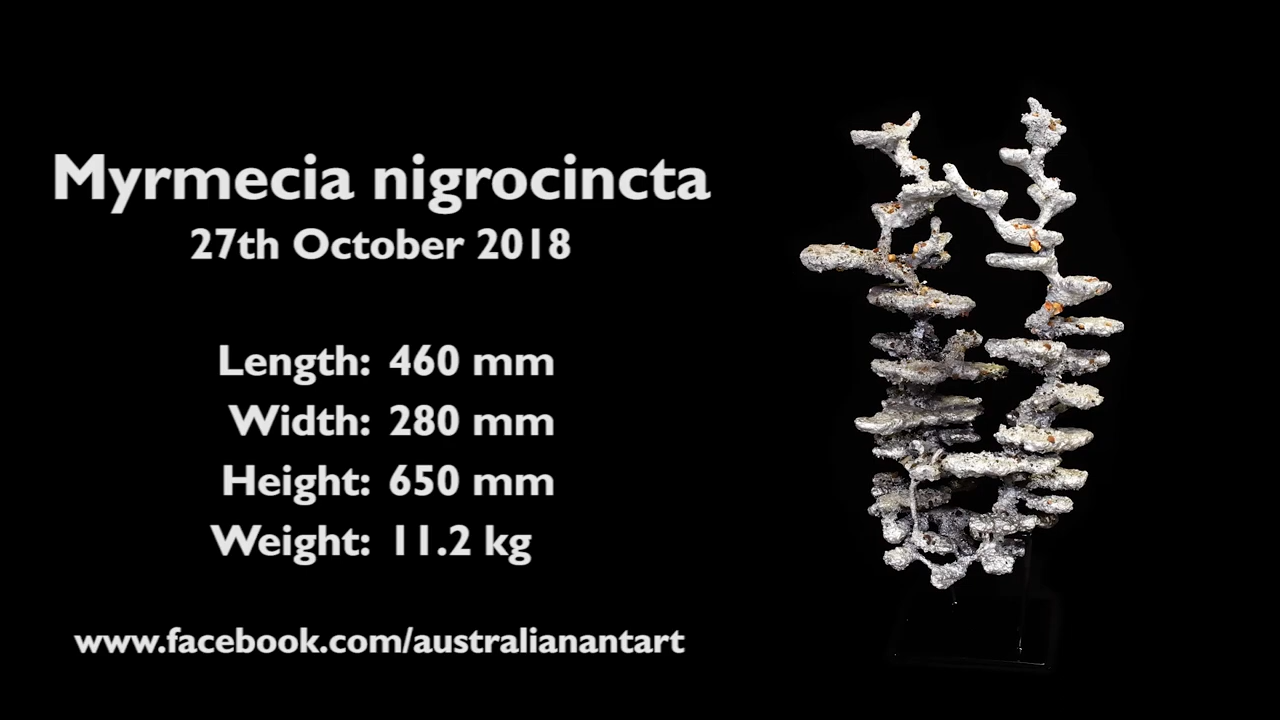 Myrmecia nigrocincta
27th October 2018
Length: 460 mm
Width: 280 mm
Height: 650 mm
Weight: 11.2 kg
www.facebook.com/australianantart